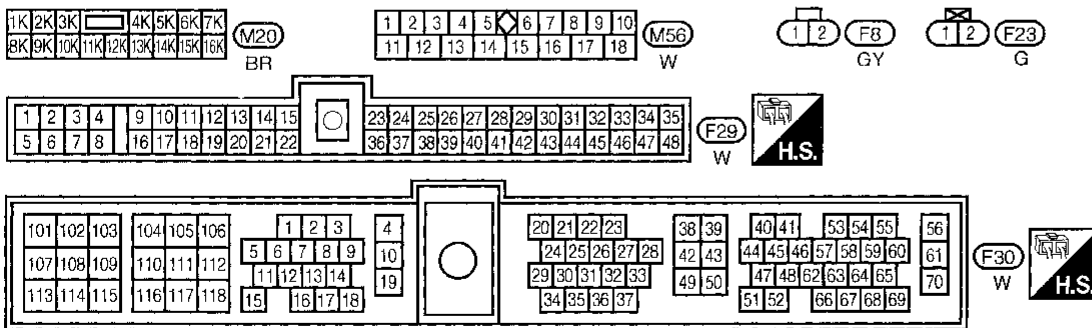 1K 2K 3K 4K 5K 6K 7K
8K 9K 10K 11K 12K 13K 14K 15K 16K
M20
BR
1 2 3 4 5 6 7 8 9 10
11 12 13 14 15 16 17 18
M56
W
1 2
F8
GY
1 2
F23
G
1 2 3 4 9 10 11 12 13 14 15 23 24 25 26 27 28 29 30 31 32 33 34 35
5 6 7 8 16 17 18 19 20 21 22 36 37 38 39 40 41 42 43 44 45 46 47 48
F29
W
H.S.
101 102 103 104 105 106 1 2 3 4 20 21 22 23 38 39 40 41 53 54 55 56
107 108 109 110 111 112 5 6 7 8 9 10 24 25 26 27 28 42 43 44 45 46 57 58 59 60 61
113 114 115 116 117 118 11 12 13 14 19 29 30 31 32 33 49 50 47 48 62 63 64 65 70
15 16 17 18 34 35 36 37 51 52 66 67 68 69
F30
W
H.S.